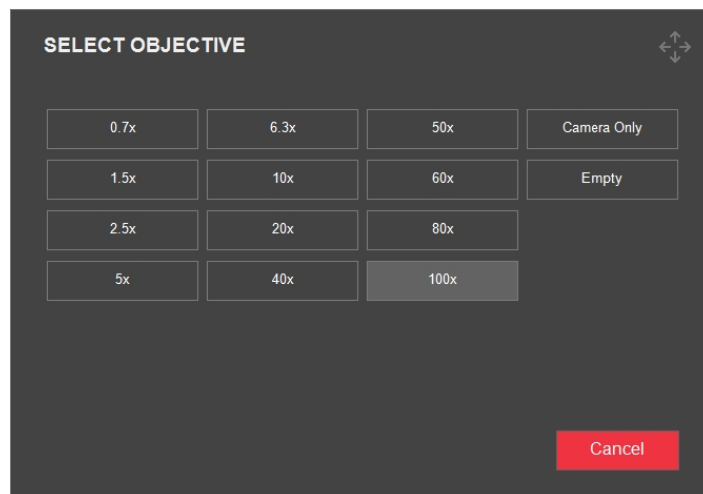 SELECT OBJECTIVE
0.7x 6.3x 50x Camera Only
1.5x 10x 60x Empty
2.5x 20x 80x
5x 40x 100x
Cancel